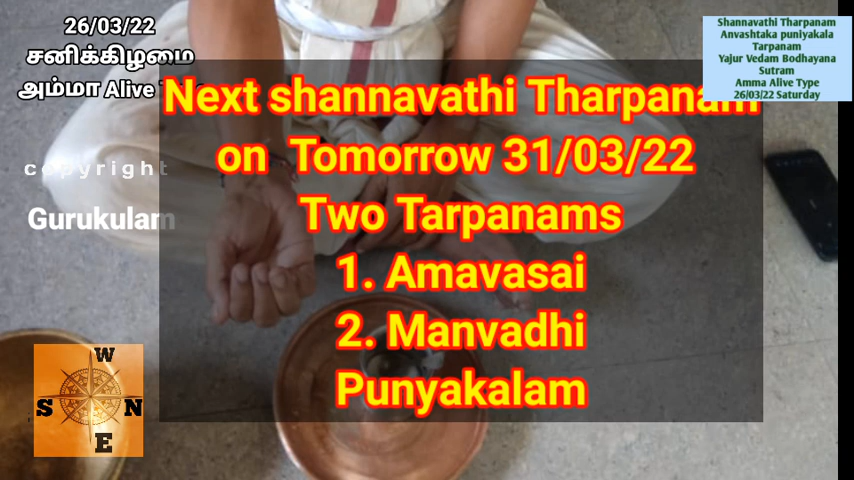 26/03/22
சனிக்கிழமை
அம்மா Alive
copyright
Gurukulam
Next shannavathi Tharpanam
on Tomorrow 31/03/22
Two Tarpanams
1. Amavasai
2. Manvadhi
Punyakalam
Shannavathi Tharpanam
Anvashtaka puniyakala
Tarpanam
Yajur Vedam Bodhayana
Sutram
Amma Alive Type
26/03/22 Saturday
W
S N
E